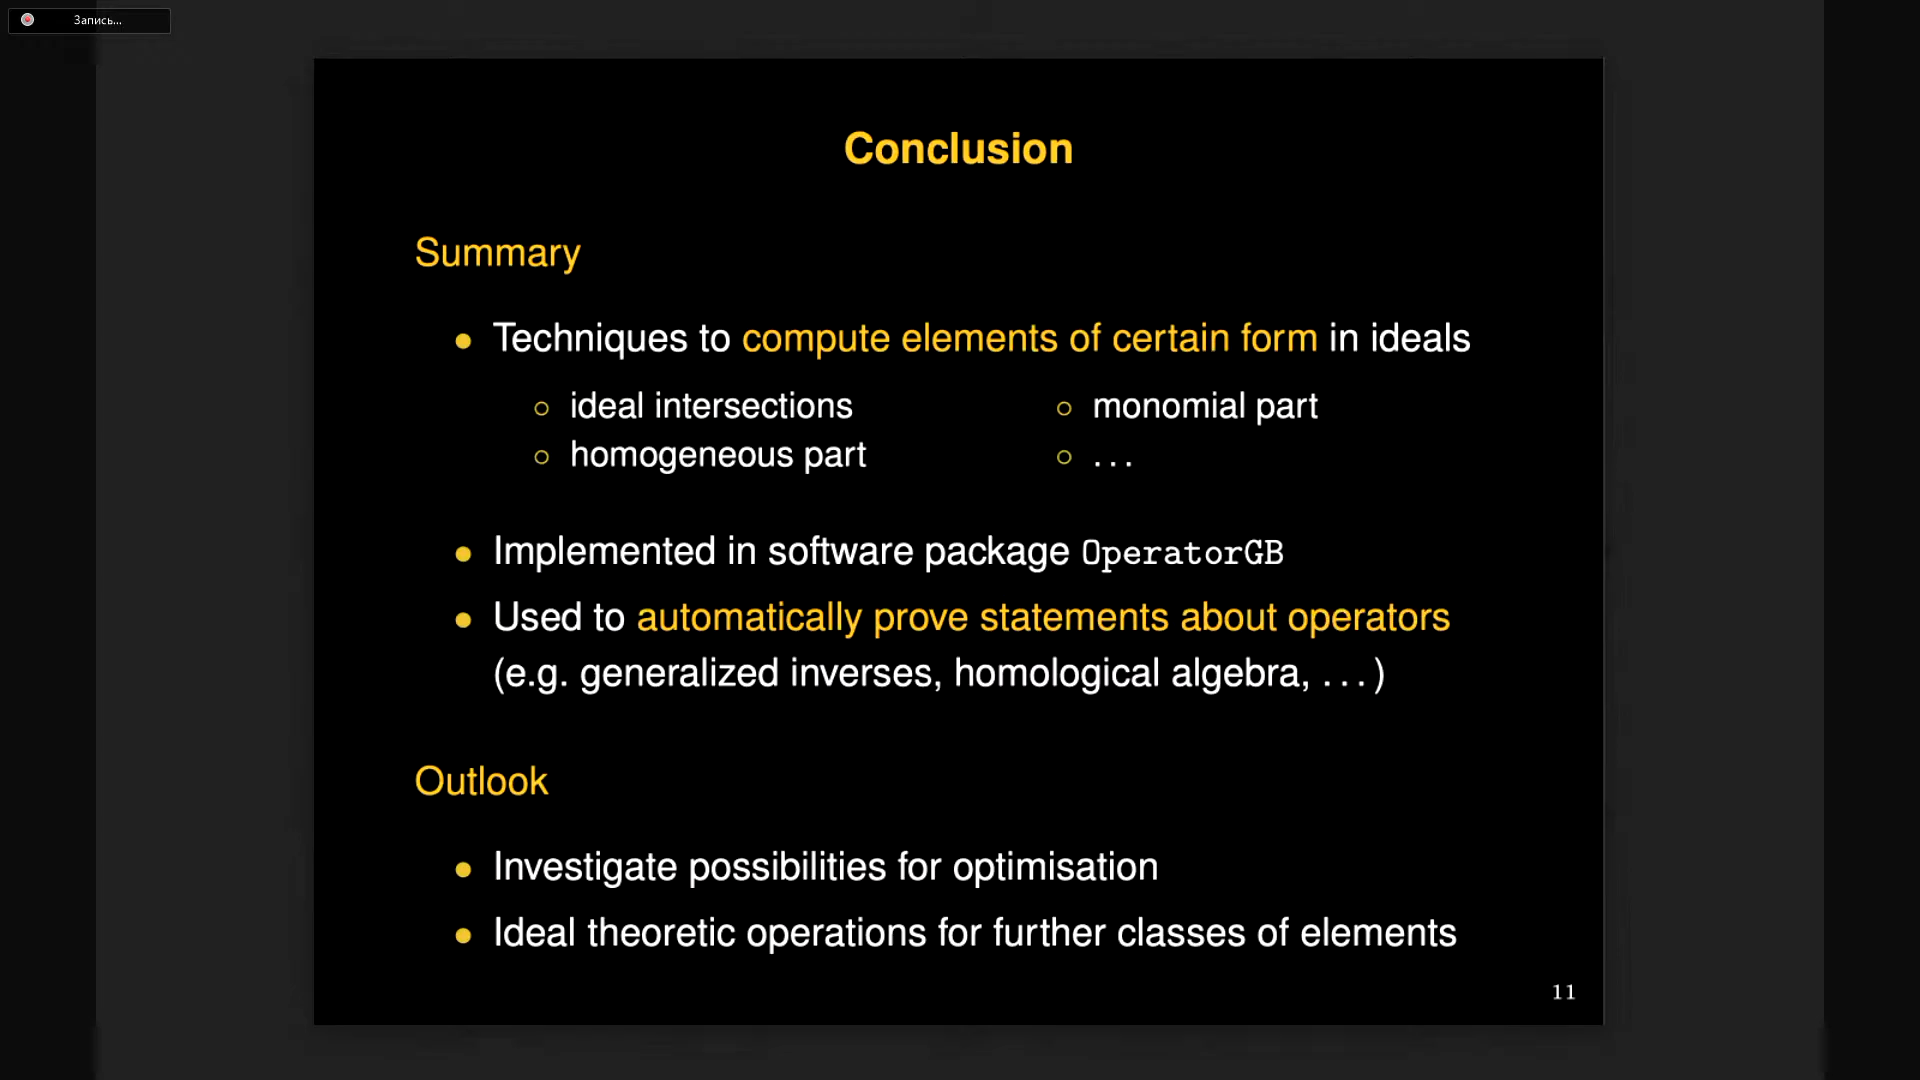 Запись...
Conclusion
Summary
• Techniques to compute elements of certain form in ideals
○ ideal intersections
○ monomial part
○ homogeneous part
○ ...
• Implemented in software package OperatorGB
• Used to automatically prove statements about operators
(e.g. generalized inverses, homological algebra, ...)
Outlook
• Investigate possibilities for optimisation
• Ideal theoretic operations for further classes of elements
11